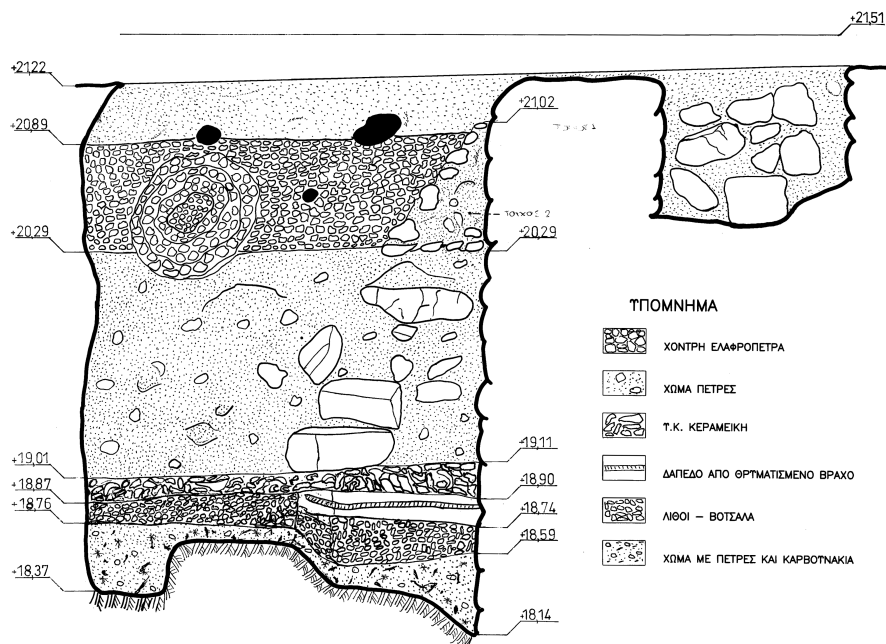 +21,51
+21,22
+20,89
+21,02
ΤΟΙΧΟΣ 2
+20,29
+20,29
ΥΠΟΜΝΗΜΑ
ΧΟΝΤΡΗ ΕΛΑΦΡΟΠΕΤΡΑ
ΧΩΜΑ ΠΕΤΡΕΣ
Τ.Κ. ΚΕΡΑΜΕΙΚΗ
ΔΑΠΕΔΟ ΑΠΟ ΘΡΥΜΑΤΙΣΜΕΝΟ ΒΡΑΧΟ
ΛΙΘΟΙ – ΒΟΤΣΑΛΑ
ΧΩΜΑ ΜΕ ΠΕΤΡΕΣ ΚΑΙ ΚΑΡΒΟΥΝΑΚΙΑ
+19,01
+19,11
+18,87
+18,90
+18,76
+18,74
+18,59
+18,37
+18,14